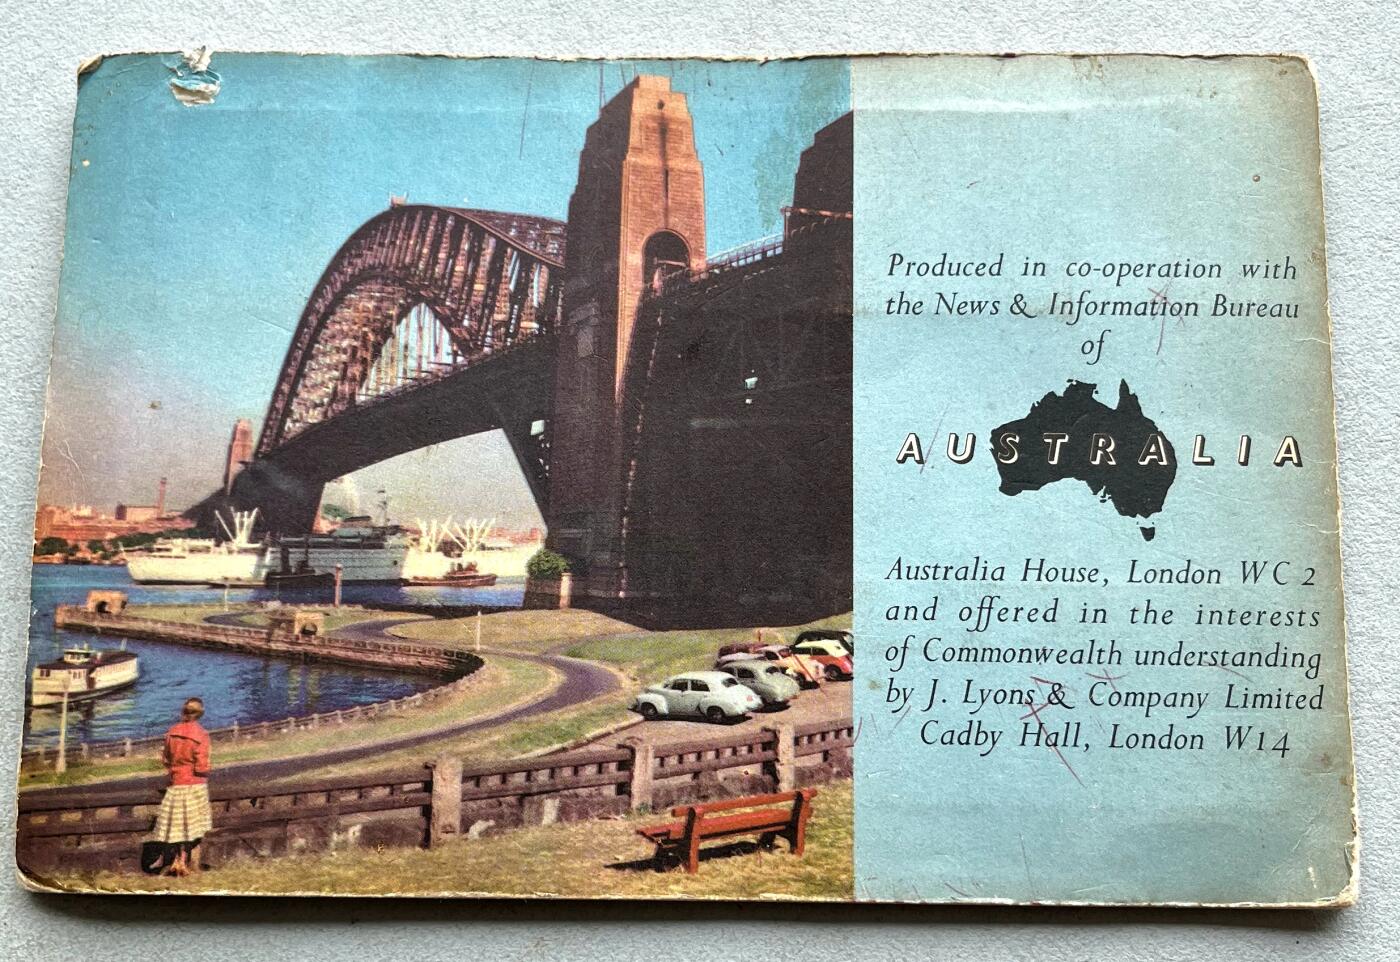 Produced in co-operation with
the News & Information Bureau
of
AUSTRALIA
Australia House, London WC 2
and offered in the interests
of Commonwealth understanding
by J. Lyons & Company Limited
Cadby Hall, London W14